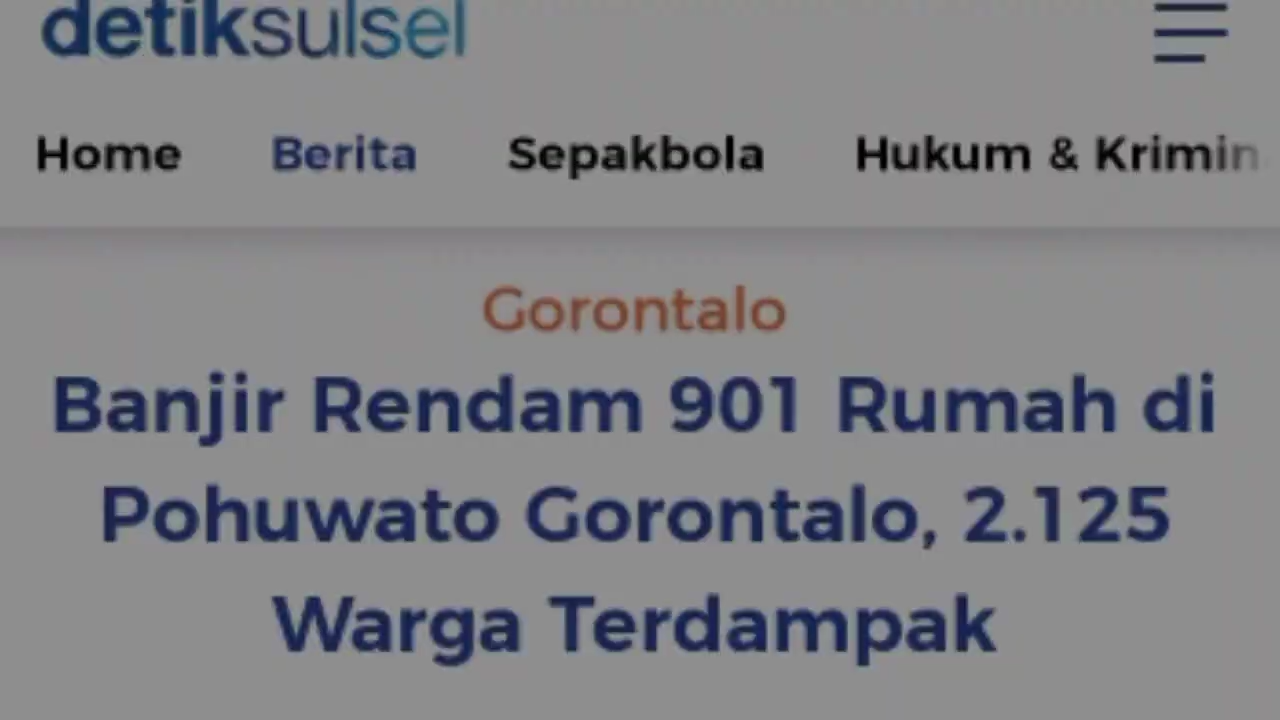 detiksulsel
Home Berita Sepakbola Hukum & Krimin
Gorontalo
Banjir Rendam 901 Rumah di
Pohuwato Gorontalo, 2.125
Warga Terdampak